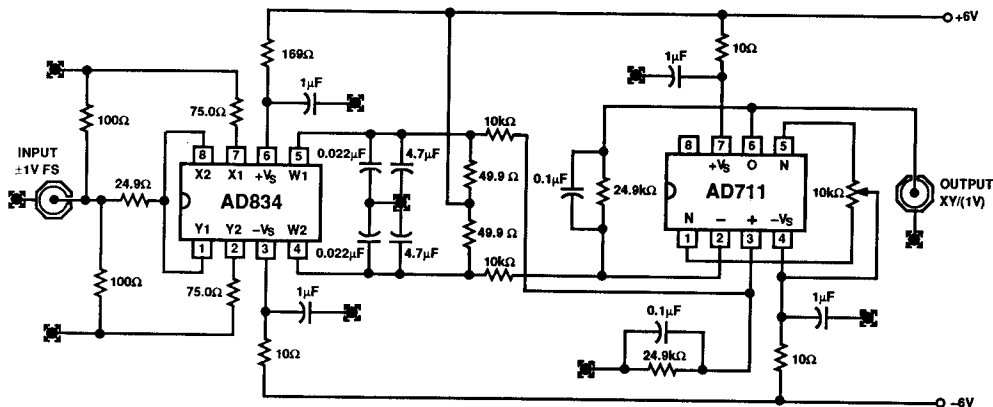 +6V
169Ω
1µF
10Ω
1µF
100Ω
75.0Ω
INPUT
±1V FS
24.9Ω
8 7 6 5
X2 X1 +VS W1
AD834
Y1 Y2 −VS W2
1 2 3 4
100Ω
75.0Ω
1µF
10Ω
0.022µF
4.7µF
0.022µF
4.7µF
10kΩ
49.9 Ω
49.9 Ω
10kΩ
0.1µF
24.9kΩ
8 7 6 5
+VS O N
AD711
N − + −VS
1 2 3 4
10kΩ
OUTPUT
XY/(1V)
0.1µF
24.9kΩ
1µF
10Ω
−6V